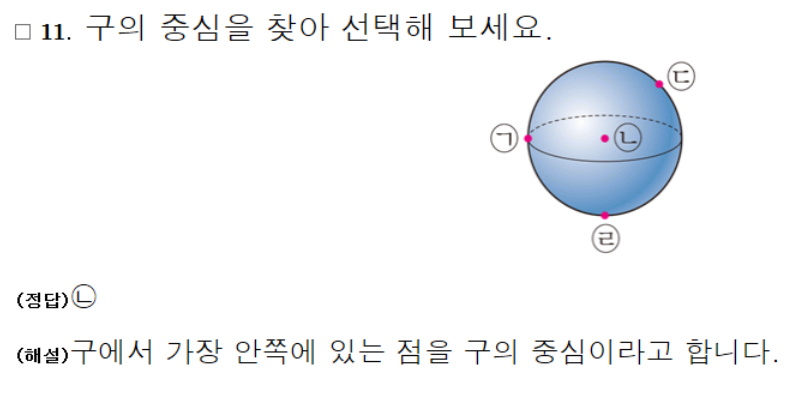 □ 11. 구의 중심을 찾아 선택해 보세요.
㉢
㉠
㉡
㉣
(정답)㉡
(해설)구에서 가장 안쪽에 있는 점을 구의 중심이라고 합니다.